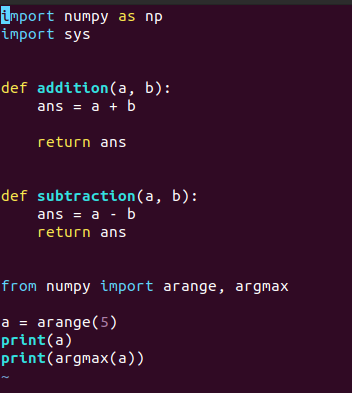 import numpy as np
import sys

def addition(a, b):
    ans = a + b

    return ans

def subtraction(a, b):
    ans = a - b
    return ans

from numpy import arange, argmax

a = arange(5)
print(a)
print(argmax(a))
~